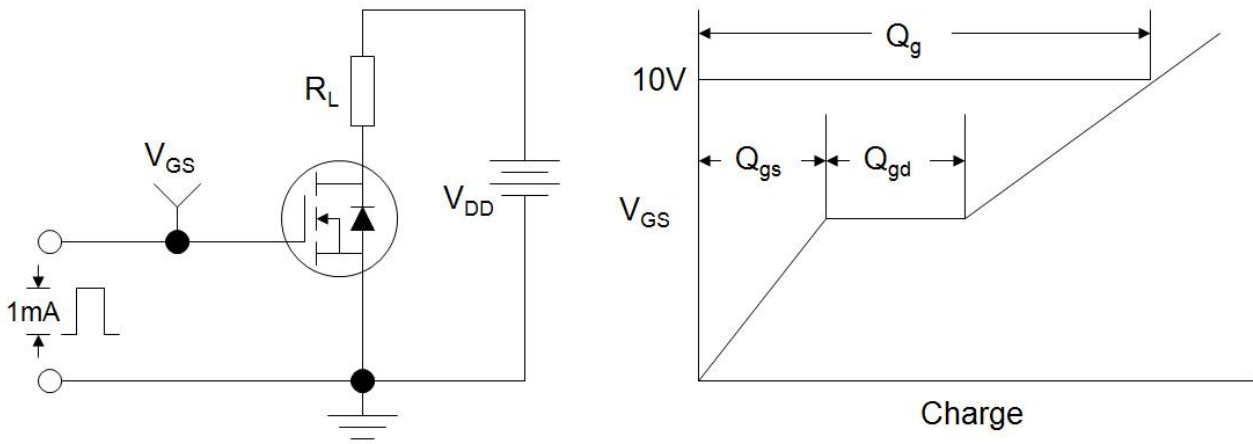 R_L
V_GS
V_DD
1mA
Q_g
10V
Q_gs
Q_gd
V_GS
Charge